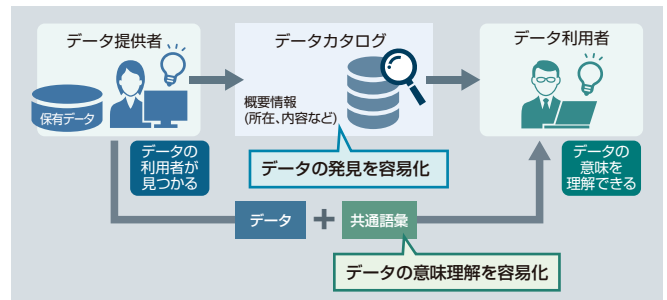 データ提供者
保有データ
データの
利用者が
見つかる
データカタログ
概要情報
(所在、内容など)
データの発見を容易化
データ利用者
データの
意味を
理解できる
データ
+
共通語彙
データの意味理解を容易化